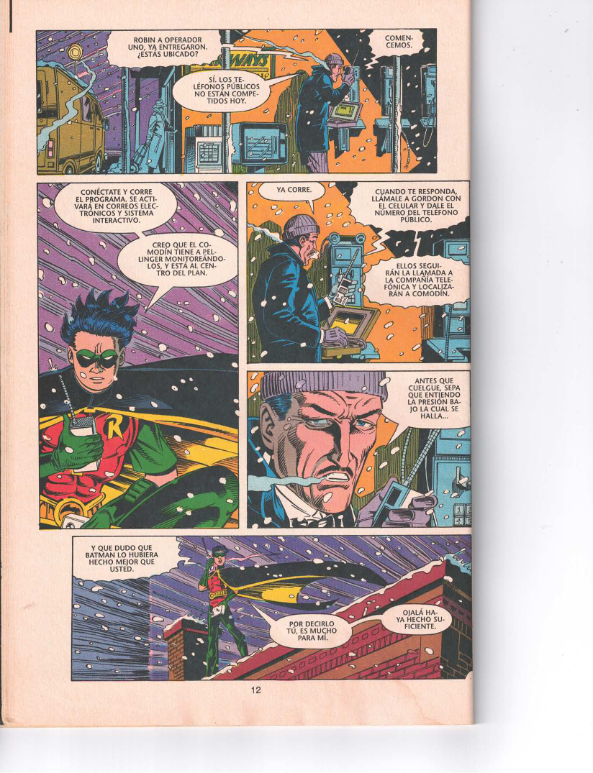 ROBIN A OPERADOR
UNO, YA ENTREGARON.
¿ESTÁS UBICADO?
SÍ. LOS TE-
LÉFONOS PÚBLICOS
NO ESTÁN COMPE-
TIDOS HOY.
COMEN-
CEMOS.
CONÉCTATE Y CORRE
EL PROGRAMA. SE ACTI-
VARÁ EN CORREOS ELEC-
TRÓNICOS Y SISTEMA
INTERACTIVO.
CREO QUE EL CO-
MODÍN TIENE A PE-
LLINGER MONITOREÁNDO-
LOS, Y ESTÁ AL CEN-
TRO DEL PLAN.
YA CORRE.
CUANDO TE RESPONDA,
LLÁMALE A GORDON CON
EL CELULAR Y DALE EL
NÚMERO DEL TELÉFONO
PÚBLICO.
ELLOS SEGUI-
RÁN LA LLAMADA A
LA COMPAÑÍA TELE-
FÓNICA Y LOCALIZA-
RÁN A COMODÍN.
ANTES QUE
CUELGUE, SEPA
QUE ENTIENDO
LA PRESIÓN BA-
JO LA CUAL SE
HALLA...
R
Y QUE DUDO QUE
BATMAN LO HUBIERA
HECHO MEJOR QUE
USTED.
POR DECIRLO
TÚ, ES MUCHO
PARA MÍ.
OJALÁ HA-
YA HECHO SU-
FICIENTE.
12